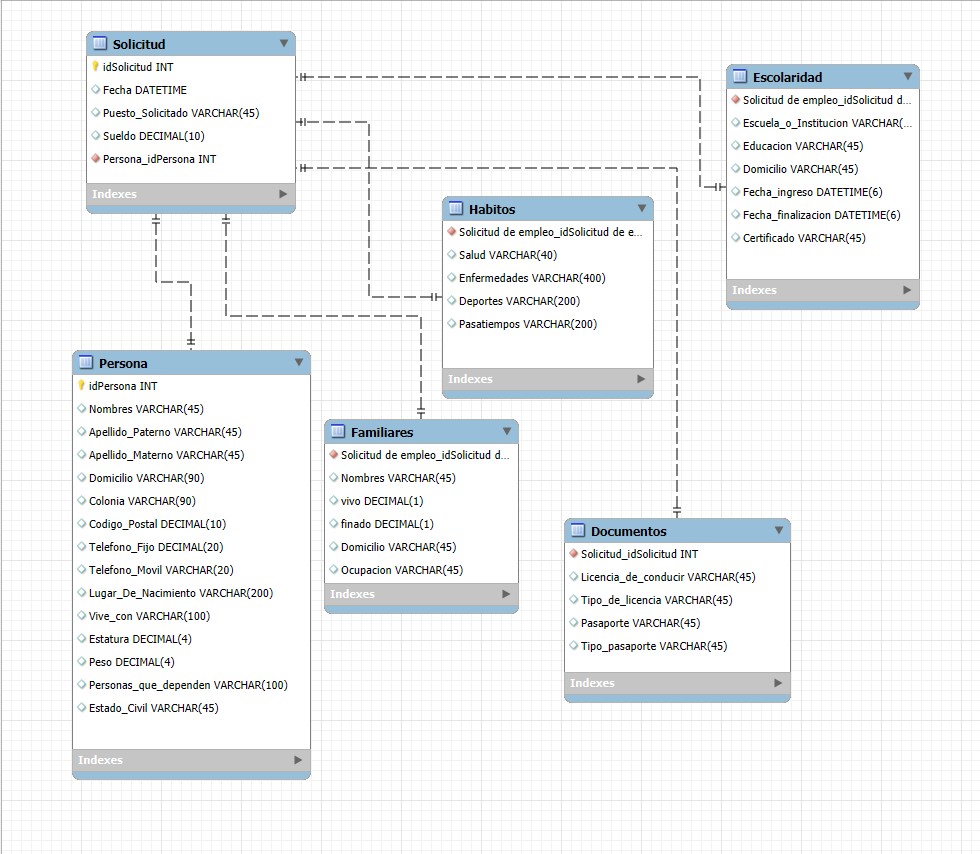 Solicitud
idSolicitud INT
Fecha DATETIME
Puesto_Solicitado VARCHAR(45)
Sueldo DECIMAL(10)
Persona_idPersona INT
Indexes
Escolaridad
Solicitud de empleo_idSolicitud d...
Escuela_o_Institucion VARCHAR(...
Educacion VARCHAR(45)
Domicilio VARCHAR(45)
Fecha_ingreso DATETIME(6)
Fecha_finalizacion DATETIME(6)
Certificado VARCHAR(45)
Indexes
Habitos
Solicitud de empleo_idSolicitud de e...
Salud VARCHAR(40)
Enfermedades VARCHAR(400)
Deportes VARCHAR(200)
Pasatiempos VARCHAR(200)
Indexes
Persona
idPersona INT
Nombres VARCHAR(45)
Apellido_Paterno VARCHAR(45)
Apellido_Materno VARCHAR(45)
Domicilio VARCHAR(90)
Colonia VARCHAR(90)
Codigo_Postal DECIMAL(10)
Telefono_Fijo DECIMAL(20)
Telefono_Movil VARCHAR(20)
Lugar_De_Nacimiento VARCHAR(200)
Vive_con VARCHAR(100)
Estatura DECIMAL(4)
Peso DECIMAL(4)
Personas_que_dependen VARCHAR(100)
Estado_Civil VARCHAR(45)
Indexes
Familiares
Solicitud de empleo_idSolicitud d...
Nombres VARCHAR(45)
vivo DECIMAL(1)
finado DECIMAL(1)
Domicilio VARCHAR(45)
Ocupacion VARCHAR(45)
Indexes
Documentos
Solicitud_idSolicitud INT
Licencia_de_conducir VARCHAR(45)
Tipo_de_licencia VARCHAR(45)
Pasaporte VARCHAR(45)
Tipo_pasaporte VARCHAR(45)
Indexes